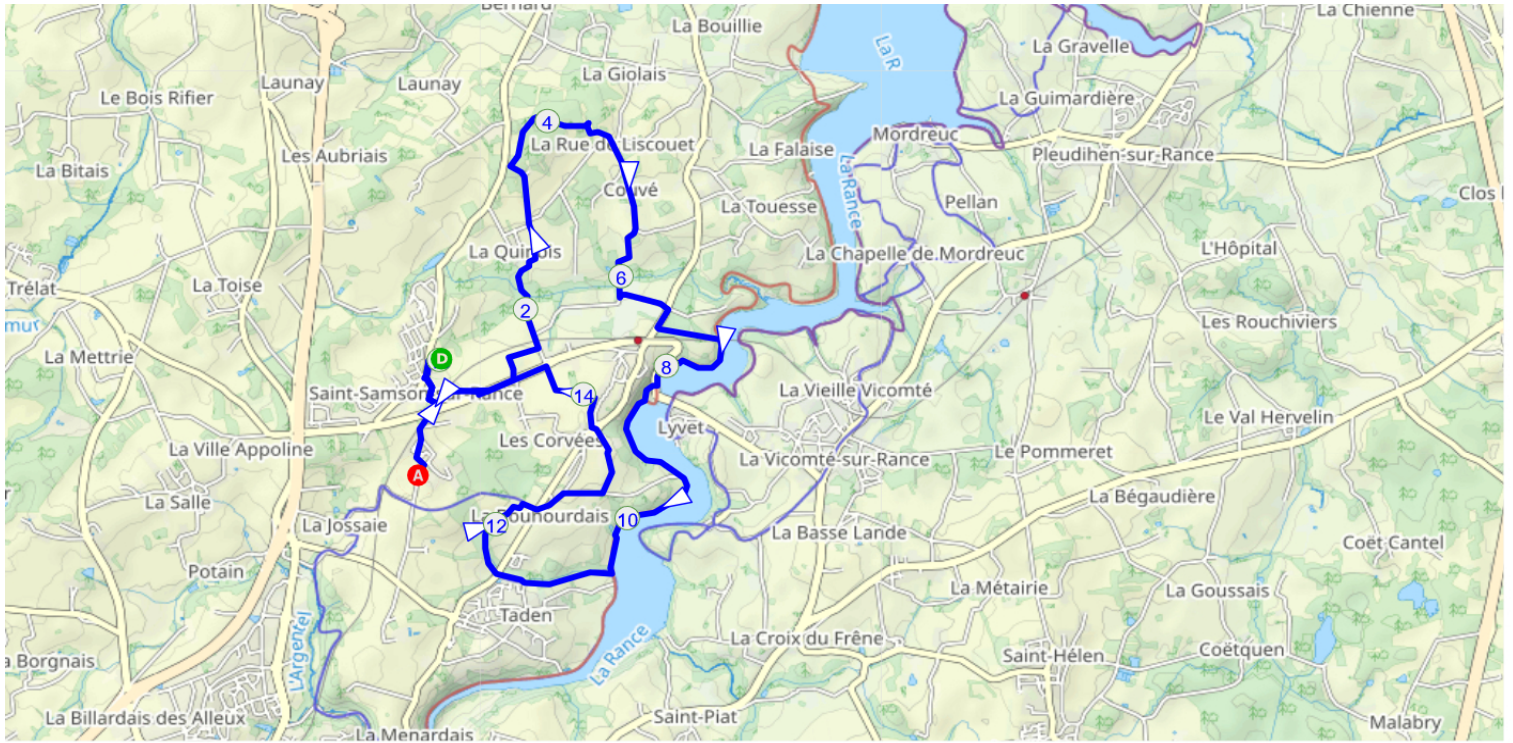 Bernard
La Bouillie
La Chienne
La R
La Gravelle
Launay
Launay
La Giolais
Le Bois Rifier
La Guimardière
4
Mordreuc
Les Aubriais
La Rue de Liscouet
La Falaise
Pleudihen-sur-Rance
La Bitais
Couvé
La Rance
La Touesse
Pellan
Clos
La Quinois
La Chapelle de Mordreuc
L'Hôpital
6
Trélat
La Toise
2
Les Rouchiviers
mur
La Mettrie
D
8
Saint-Samson-sur-Rance
14
La Vieille Vicomté
Le Val Hervelin
Lyvet
La Ville Appoline
Les Corvées
La Vicomté-sur-Rance
Le Pommeret
A
La Salle
La Bégaudière
La Jossaie
12
10
La Basse Lande
Coët Cantel
Potain
La Métairie
La Goussais
Taden
L'Argentel
La Rance
La Croix du Frêne
Saint-Hélen
Coëtquen
a Borgnais
La Billardais des Alleux
Saint-Piat
Malabry
La Menardais